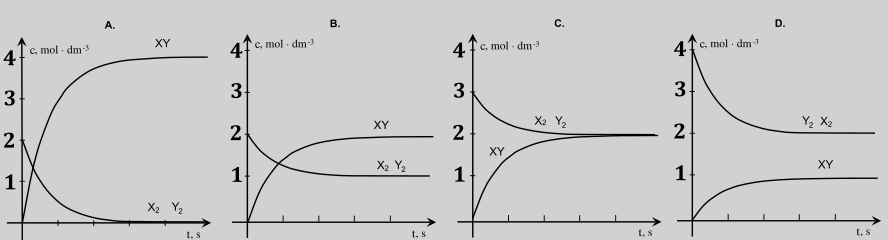 A.
c, mol · dm⁻³
XY
4
3
2
1
X₂ Y₂
t, s
B.
c, mol · dm⁻³
4
3
2
1
XY
X₂ Y₂
t, s
C.
c, mol · dm⁻³
4
3
2
1
X₂ Y₂
XY
t, s
D.
c, mol · dm⁻³
4
3
2
1
Y₂ X₂
XY
t, s